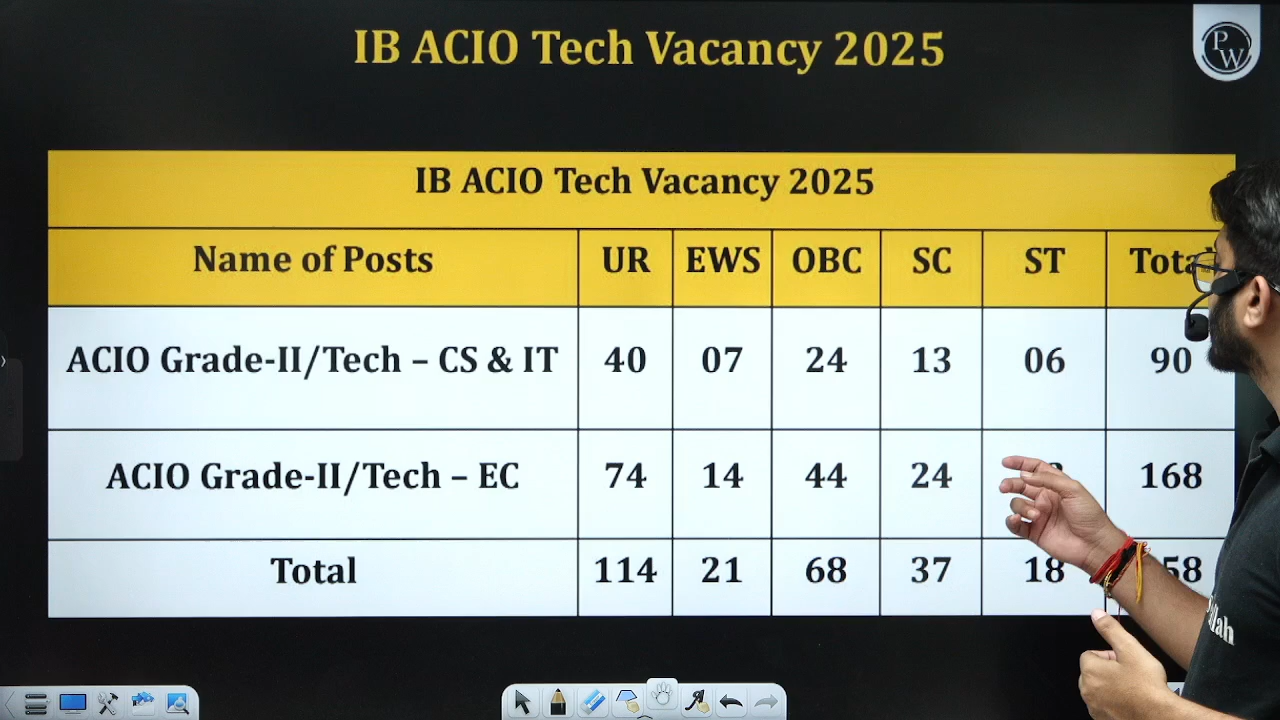 IB ACIO Tech Vacancy 2025
PW
IB ACIO Tech Vacancy 2025
Name of Posts UR EWS OBC SC ST
ACIO Grade-II/Tech – CS & IT 40 07 24 13 06 90
ACIO Grade-II/Tech – EC 74 14 44 24 168
Total 114 21 68 37 18